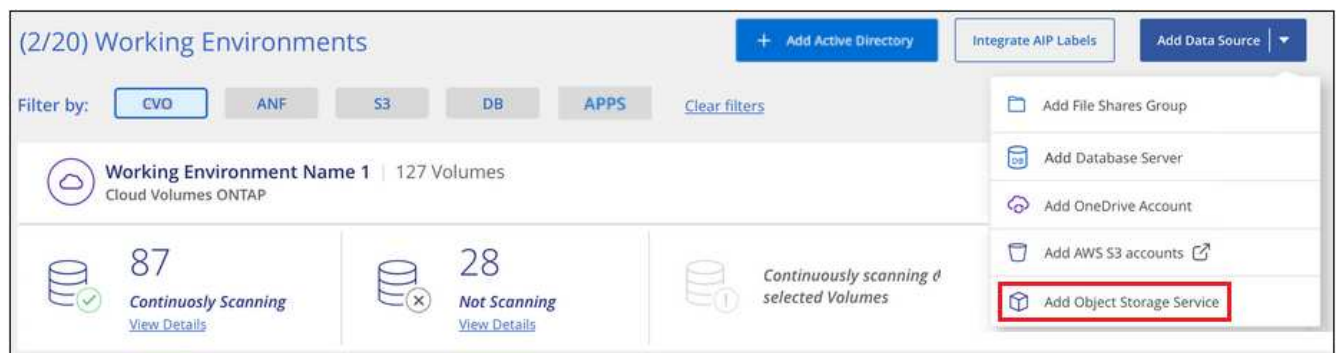 (2/20) Working Environments
+ Add Active Directory
Integrate AIP Labels
Add Data Source
Filter by: CVO ANF S3 DB APPS Clear filters
Add File Shares Group
DB Add Database Server
Working Environment Name 1 | 127 Volumes
Cloud Volumes ONTAP
Add OneDrive Account
Add AWS S3 accounts
Add Object Storage Service
87
Continuosly Scanning
View Details
28
Not Scanning
View Details
Continuously scanning
selected Volumes